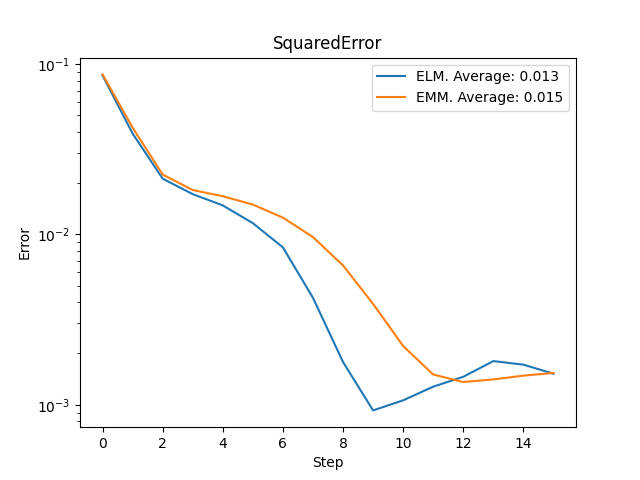 SquaredError
ELM. Average: 0.013
EMM. Average: 0.015
10⁻¹
10⁻²
10⁻³
Error
0 2 4 6 8 10 12 14
Step